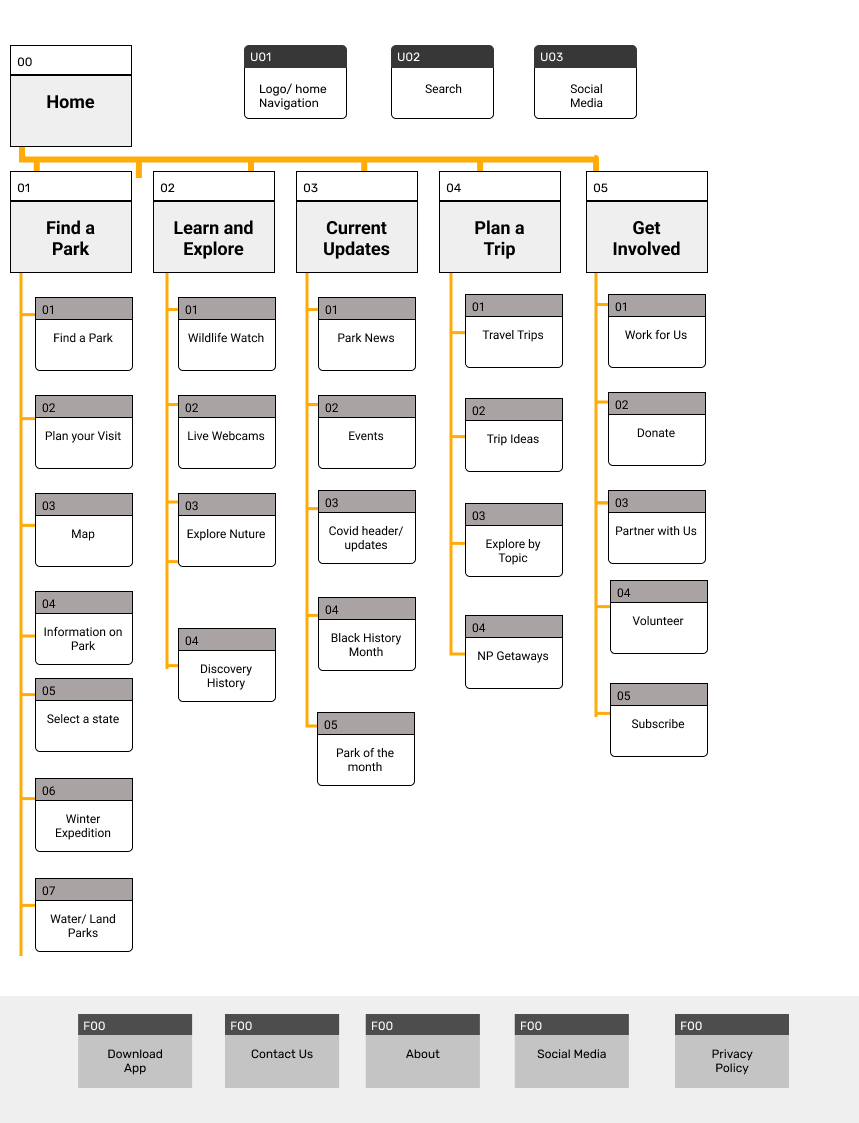 00
Home
U01
Logo/ home
Navigation
U02
Search
U03
Social
Media
01
Find a
Park
02
Learn and
Explore
03
Current
Updates
04
Plan a
Trip
05
Get
Involved
01
Find a Park
02
Plan your Visit
03
Map
04
Information on
Park
05
Select a state
06
Winter
Expedition
07
Water/ Land
Parks
01
Wildlife Watch
02
Live Webcams
03
Explore Nuture
04
Discovery
History
01
Park News
02
Events
03
Covid header/
updates
04
Black History
Month
05
Park of the
month
01
Travel Trips
02
Trip Ideas
03
Explore by
Topic
04
NP Getaways
01
Work for Us
02
Donate
03
Partner with Us
04
Volunteer
05
Subscribe
F00
Download
App
F00
Contact Us
F00
About
F00
Social Media
F00
Privacy
Policy